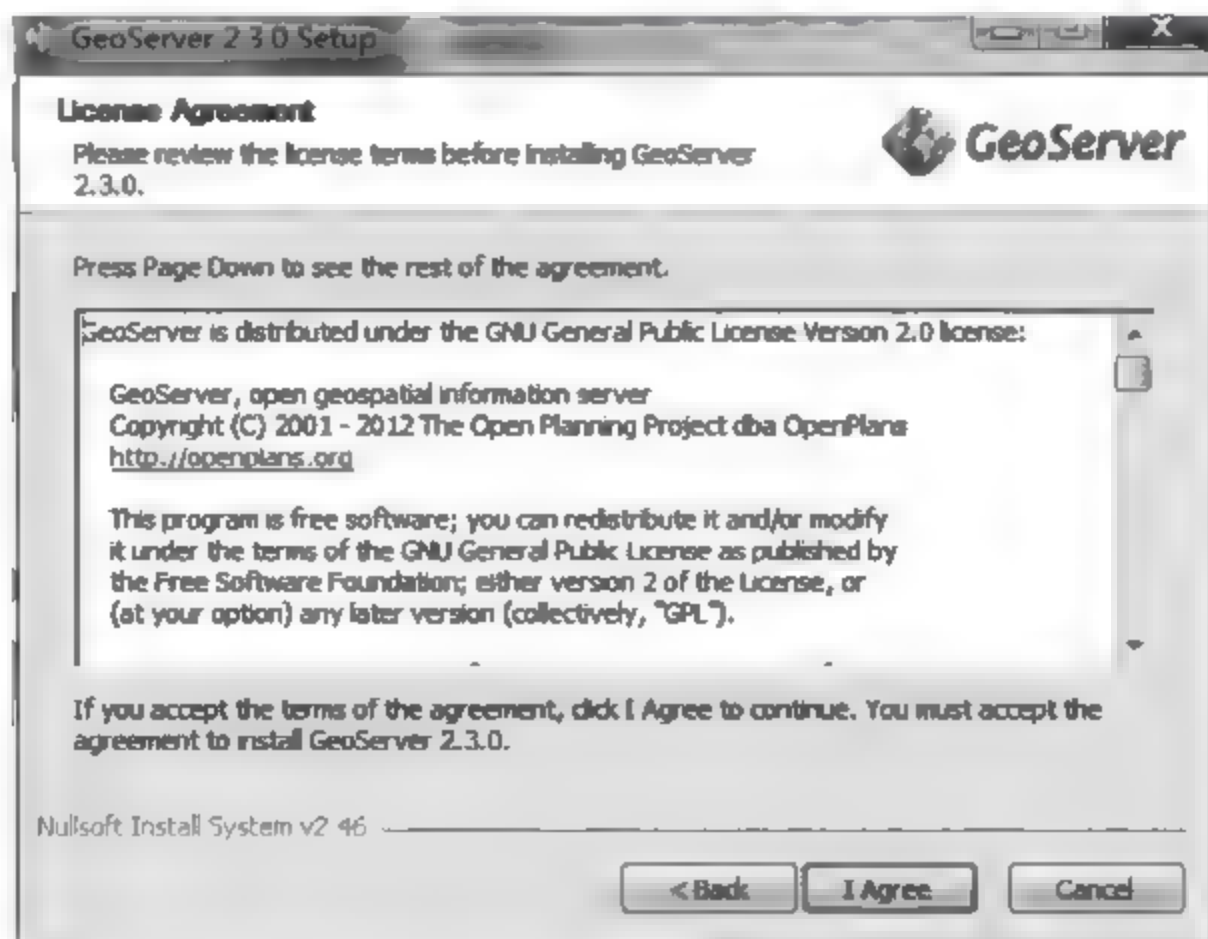 GeoServer 2 3 0 Setup
License Agreement
Please review the license terms before installing GeoServer
2.3.0.
GeoServer
Press Page Down to see the rest of the agreement.
GeoServer is distributed under the GNU General Public License Version 2.0 license:
GeoServer, open geospatial information server
Copyright (C) 2001 - 2012 The Open Planning Project dba OpenPlans
http://openplans.org
This program is free software; you can redistribute it and/or modify
it under the terms of the GNU General Public License as published by
the Free Software Foundation; either version 2 of the License, or
(at your option) any later version (collectively, "GPL").
If you accept the terms of the agreement, click I Agree to continue. You must accept the
agreement to install GeoServer 2.3.0.
Nullsoft Install System v2 46
< Back
I Agree
Cancel